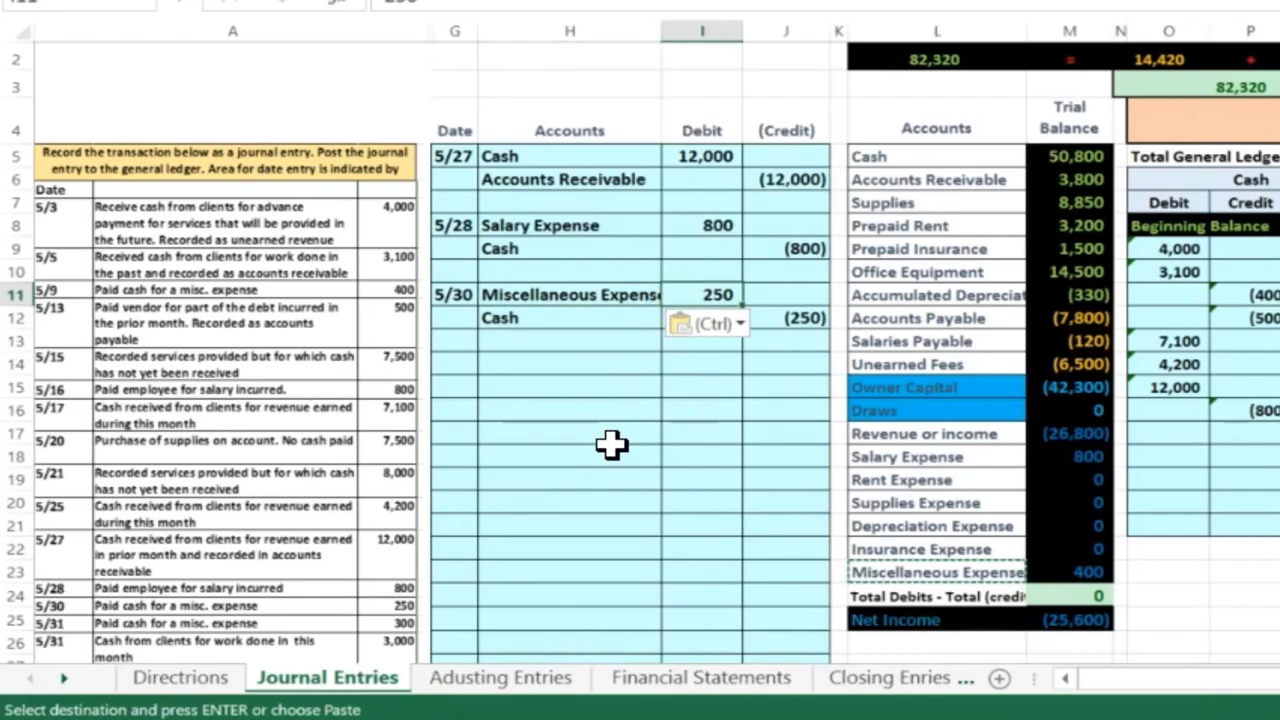 A G H I J K L M N O P
2 82,320 = 14,420 +
3 82,320
Trial
4 Date Accounts Debit (Credit) Accounts Balance
5 Record the transaction below as a journal entry. Post the journal 5/27 Cash 12,000 Cash 50,800 Total General Ledge
entry to the general ledger. Area for date entry is indicated by
6 Accounts Receivable (12,000) Accounts Receivable 3,800 Cash
Date
7 5/3 Receive cash from clients for advance 4,000 Supplies 8,850 Debit Credit
payment for services that will be provided in
8 5/28 Salary Expense 800 Prepaid Rent 3,200 Beginning Balance
the future. Recorded as unearned revenue
9 5/5 Received cash from clients for work done in 3,100 Cash (800) Prepaid Insurance 1,500 4,000
10 the past and recorded as accounts receivable Office Equipment 14,500 3,100
11 5/9 Paid cash for a misc. expense 400 5/30 Miscellaneous Expens 250 Accumulated Depreciat (330) (400
12 5/13 Paid vendor for part of the debt incurred in 500 Cash (250) Accounts Payable (7,800) (500
the prior month. Recorded as accounts (Ctrl)
13 payable Salaries Payable (120) 7,100
14 5/15 Recorded services provided but for which cash 7,500 Unearned Fees (6,500) 4,200
has not yet been received
15 5/16 Paid employee for salary incurred. 800 Owner Capital (42,300) 12,000
16 5/17 Cash received from clients for revenue earned 7,100 Draws 0 (800
during this month
17 5/20 Purchase of supplies on account. No cash paid 7,500 Revenue or income (26,800)
18 Salary Expense 800
19 5/21 Recorded services provided but for which cash 8,000 Rent Expense 0
has not yet been received
20 5/25 Cash received from clients for revenue earned 4,200 Supplies Expense 0
21 during this month Depreciation Expense 0
22 5/27 Cash received from clients for revenue earned 12,000 Insurance Expense 0
in prior month and recorded in accounts
23 receivable Miscellaneous Expense 400
24 5/28 Paid employee for salary incurred 800 Total Debits - Total (credi 0
5/30 Paid cash for a misc. expense 250
25 5/31 Paid cash for a misc. expense 300 Net Income (25,600)
26 5/31 Cash from clients for work done in this 3,000
month
Directions Journal Entries Adusting Entries Financial Statements Closing Enries ...
Select destination and press ENTER or choose Paste